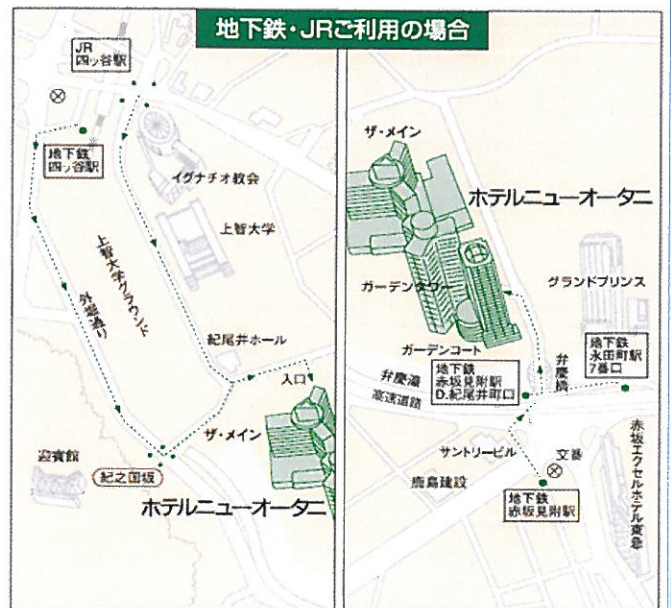 地下鉄・JRご利用の場合
JR
四ッ谷駅
地下鉄
四ッ谷駅
イグナチオ教会
上智大学
上智大学グラウンド
外堀通り
紀尾井ホール
入口
ザ・メイン
迎賓館
紀之国坂
ホテルニューオータニ
ザ・メイン
ホテルニューオータニ
ガーデンタワー
グランドプリンス
ガーデンコート
地下鉄
永田町駅
7番口
地下鉄
赤坂見附駅
D.紀尾井町口
弁慶濠
高速道路
弁慶橋
サントリービル
交番
鹿島建設
地下鉄
赤坂見附駅
赤坂エクセルホテル東急